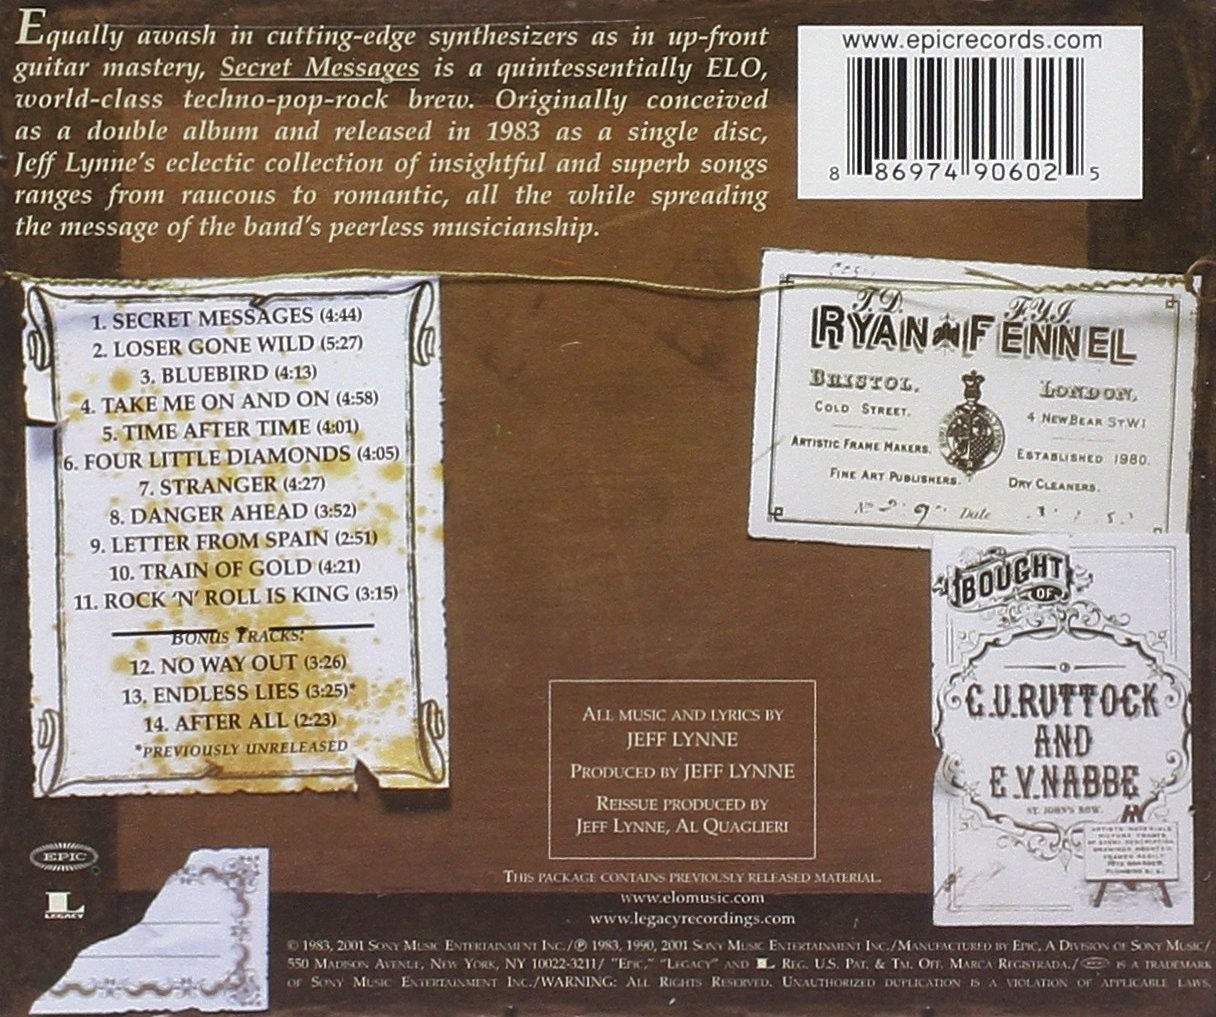 Equally awash in cutting-edge synthesizers as in up-front
guitar mastery, Secret Messages is a quintessentially ELO,
world-class techno-pop-rock brew. Originally conceived
as a double album and released in 1983 as a single disc,
Jeff Lynne's eclectic collection of insightful and superb songs
ranges from raucous to romantic, all the while spreading
the message of the band's peerless musicianship.
www.epicrecords.com
8 86974 90602 5
1. SECRET MESSAGES (4:44)
2. LOSER GONE WILD (5:27)
3. BLUEBIRD (4:13)
4. TAKE ME ON AND ON (4:58)
5. TIME AFTER TIME (4:01)
6. FOUR LITTLE DIAMONDS (4:05)
7. STRANGER (4:27)
8. DANGER AHEAD (3:52)
9. LETTER FROM SPAIN (2:51)
10. TRAIN OF GOLD (4:21)
11. ROCK 'N' ROLL IS KING (3:15)
BONUS TRACKS:
12. NO WAY OUT (3:26)
13. ENDLESS LIES (3:25)*
14. AFTER ALL (2:23)
*PREVIOUSLY UNRELEASED
T.D. F.Y.J.
RYAN FENNEL
BRISTOL. LONDON.
COLD STREET. 4 NEW BEAR ST W1
ARTISTIC FRAME MAKERS. ESTABLISHED 1980.
FINE ART PUBLISHERS. DRY CLEANERS.
No 9 Date
BOUGHT
OF
C.U.RUTTOCK
AND
E.V.NABBE
ST. JOHN'S ROW.
ALL MUSIC AND LYRICS BY
JEFF LYNNE
PRODUCED BY JEFF LYNNE
REISSUE PRODUCED BY
JEFF LYNNE, AL QUAGLIERI
EPIC
L
LEGACY
THIS PACKAGE CONTAINS PREVIOUSLY RELEASED MATERIAL.
www.elomusic.com
www.legacyrecordings.com
© 1983, 2001 SONY MUSIC ENTERTAINMENT INC./℗ 1983, 1990, 2001 SONY MUSIC ENTERTAINMENT INC./MANUFACTURED BY EPIC, A DIVISION OF SONY MUSIC/
550 MADISON AVENUE, NEW YORK, NY 10022-3211/ "EPIC," "LEGACY" AND L REG. U.S. PAT. & TM. OFF. MARCA REGISTRADA./ EPIC IS A TRADEMARK
OF SONY MUSIC ENTERTAINMENT INC./WARNING: ALL RIGHTS RESERVED. UNAUTHORIZED DUPLICATION IS A VIOLATION OF APPLICABLE LAWS.